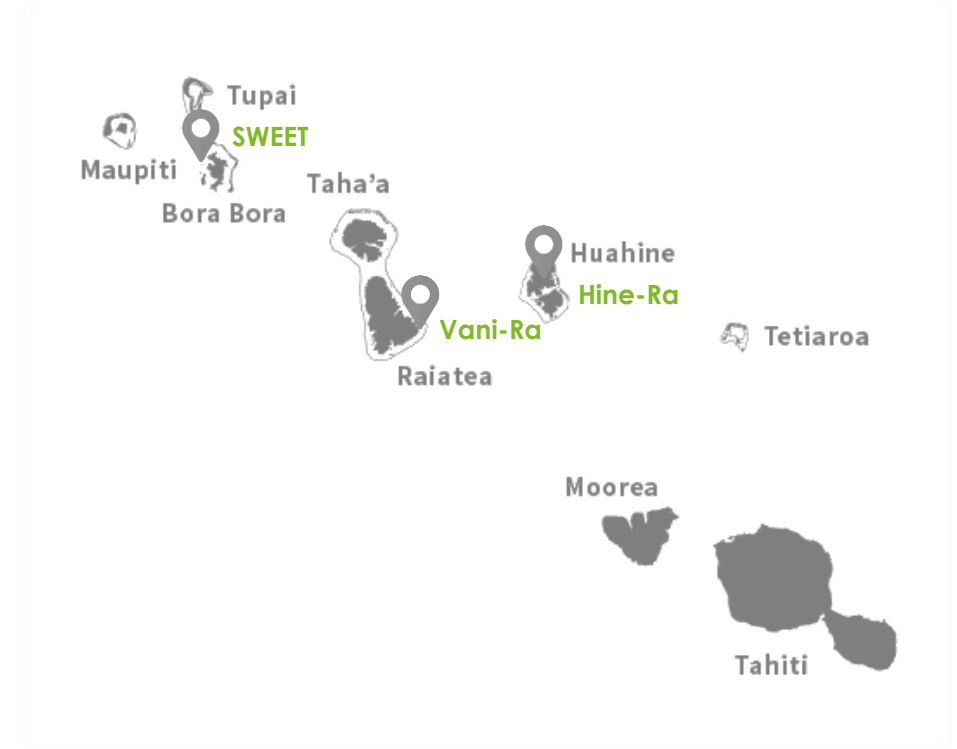 Tupai
SWEET
Maupiti
Bora Bora
Taha’a
Huahine
Hine-Ra
Vani-Ra
Tetiaroa
Raiatea
Moorea
Tahiti